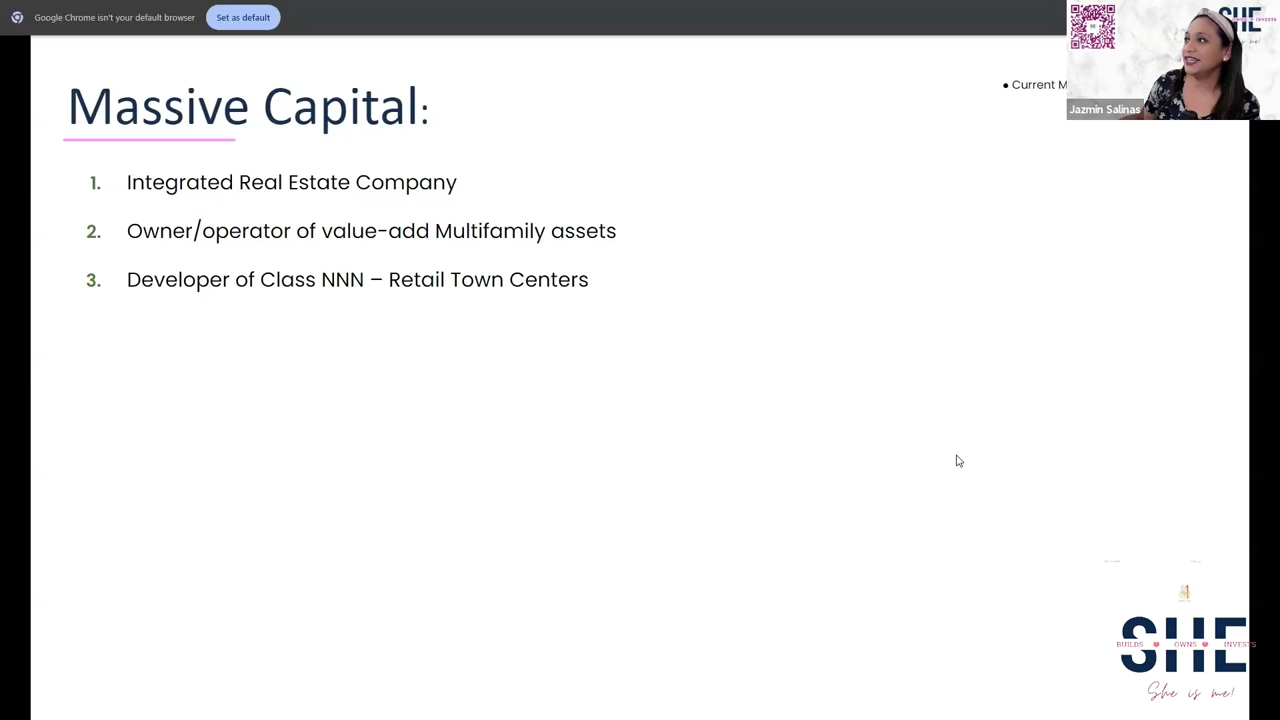 Google Chrome isn't your default browser
Set as default
Massive Capital:
● Current M
Jazmin Salinas
1. Integrated Real Estate Company
2. Owner/operator of value-add Multifamily assets
3. Developer of Class NNN – Retail Town Centers
SHE
INVESTS
SHE
BUILDS ♥ OWNS ♥ INVESTS
She is me!